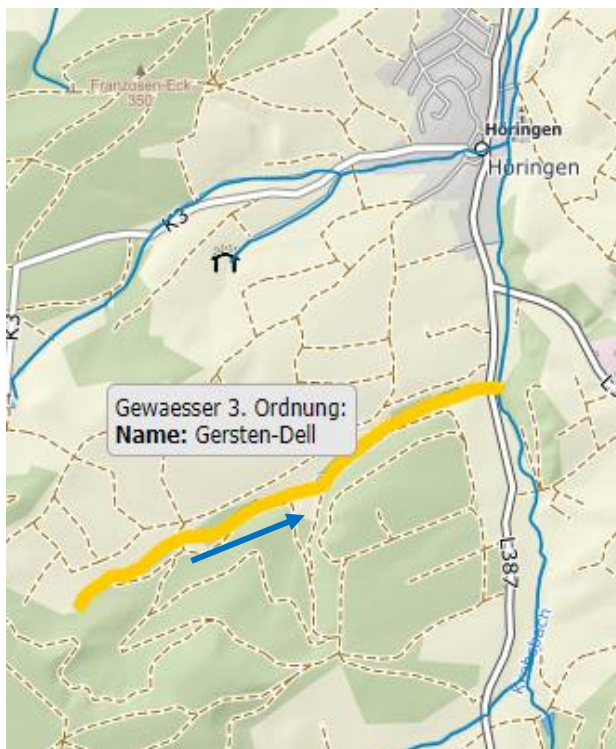 Franzosen-Eck
350
Höringen
Höringen
K3
K3
Gewaesser 3. Ordnung:
Name: Gersten-Dell
L387